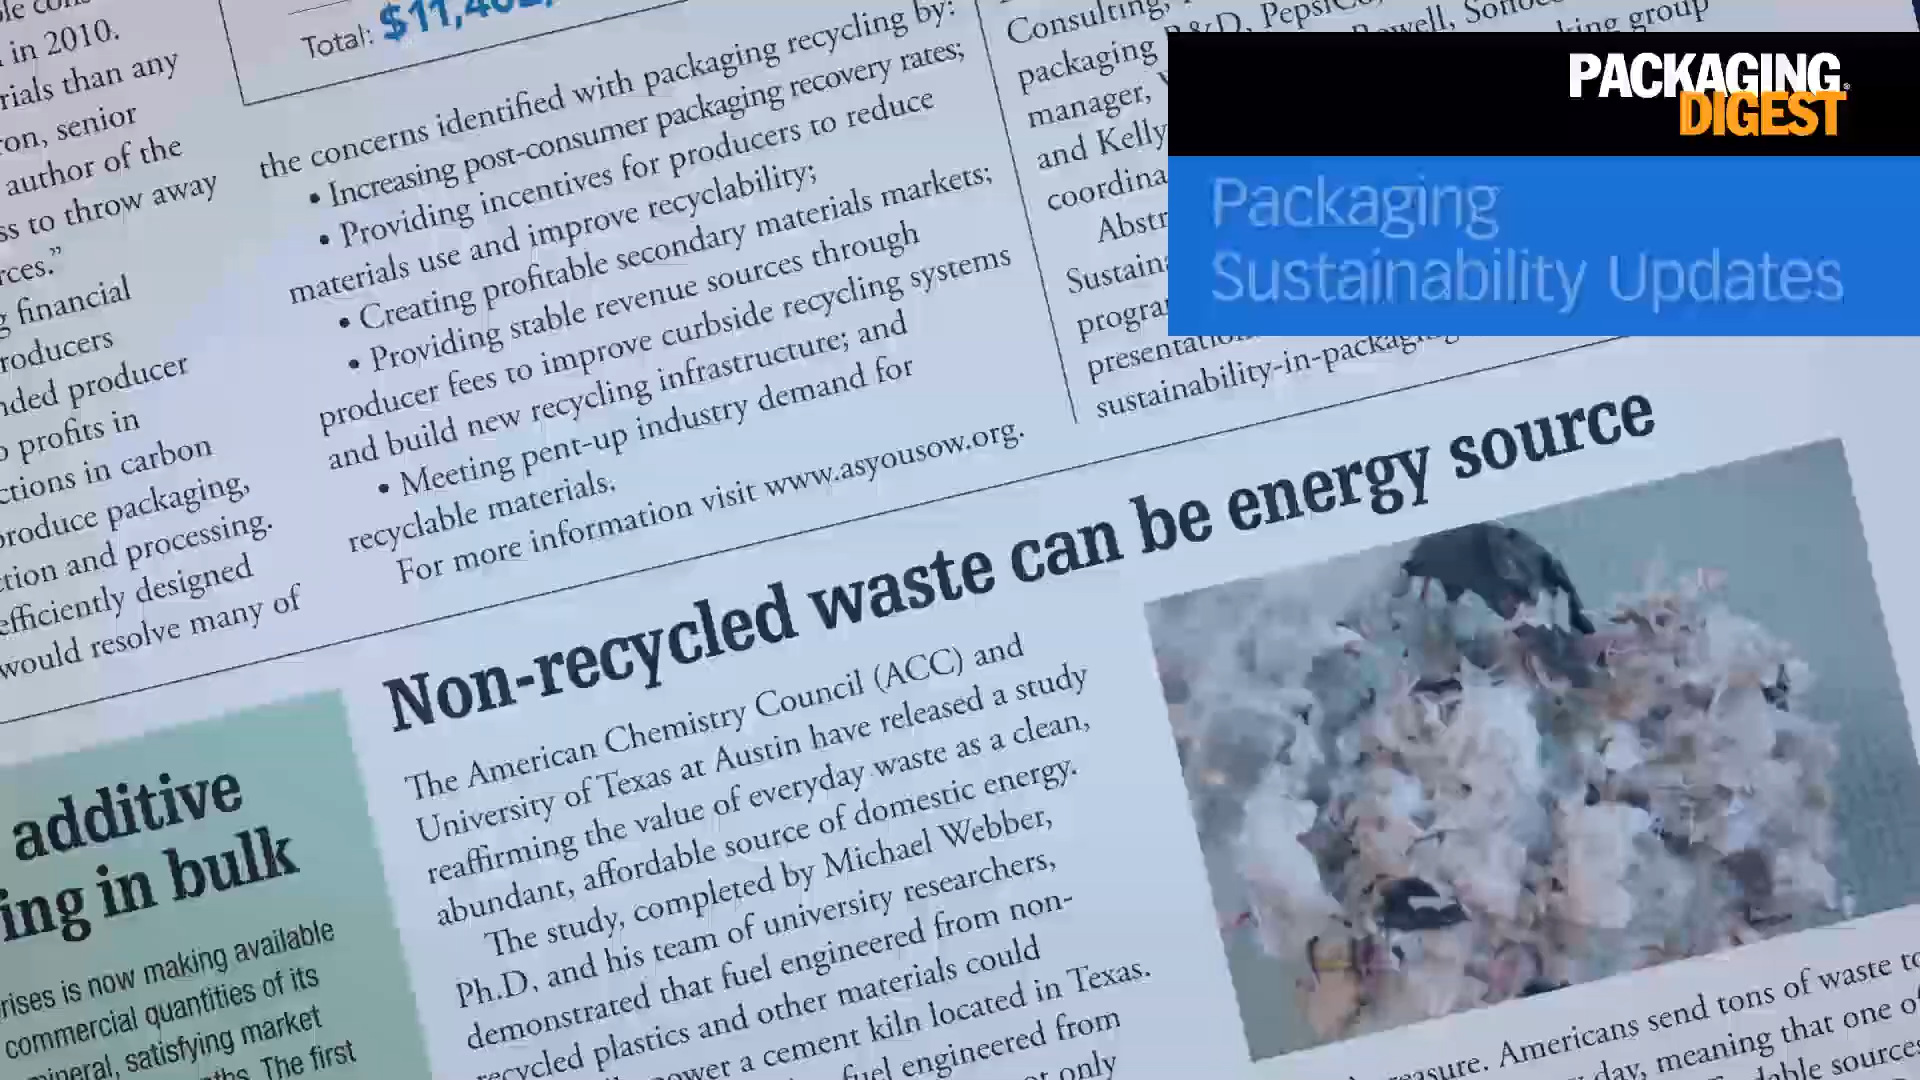 in 2010.
rials than any
ron, senior
author of the
ss to throw away
rces.”
financial
roducers
nded producer
o profits in
ctions in carbon
produce packaging,
ction and processing.
efficiently designed
would resolve many of
Total: $11,402,
the concerns identified with packaging recycling by:
• Increasing post-consumer packaging recovery rates;
• Providing incentives for producers to reduce
materials use and improve recyclability;
• Creating profitable secondary materials markets;
• Providing stable revenue sources through
producer fees to improve curbside recycling systems
and build new recycling infrastructure; and
• Meeting pent-up industry demand for
recyclable materials.
For more information visit www.asyousow.org.
Consulting,
R&D, PepsiCo,
king group
packaging
manager,
and Kelly
coordina
Abstr
Sustain
progra
presentatio
sustainability-in-packaging
PACKAGING
DIGEST
Packaging
Sustainability Updates
Non-recycled waste can be energy source
The American Chemistry Council (ACC) and
University of Texas at Austin have released a study
reaffirming the value of everyday waste as a clean,
abundant, affordable source of domestic energy.
The study, completed by Michael Webber,
Ph.D. and his team of university researchers,
demonstrated that fuel engineered from non-
recycled plastics and other materials could
power a cement kiln located in Texas.
fuel engineered from
only
additive
ing in bulk
rises is now making available
commercial quantities of its
mineral, satisfying market
The first
Americans send tons of waste to
day, meaning that one of
sources